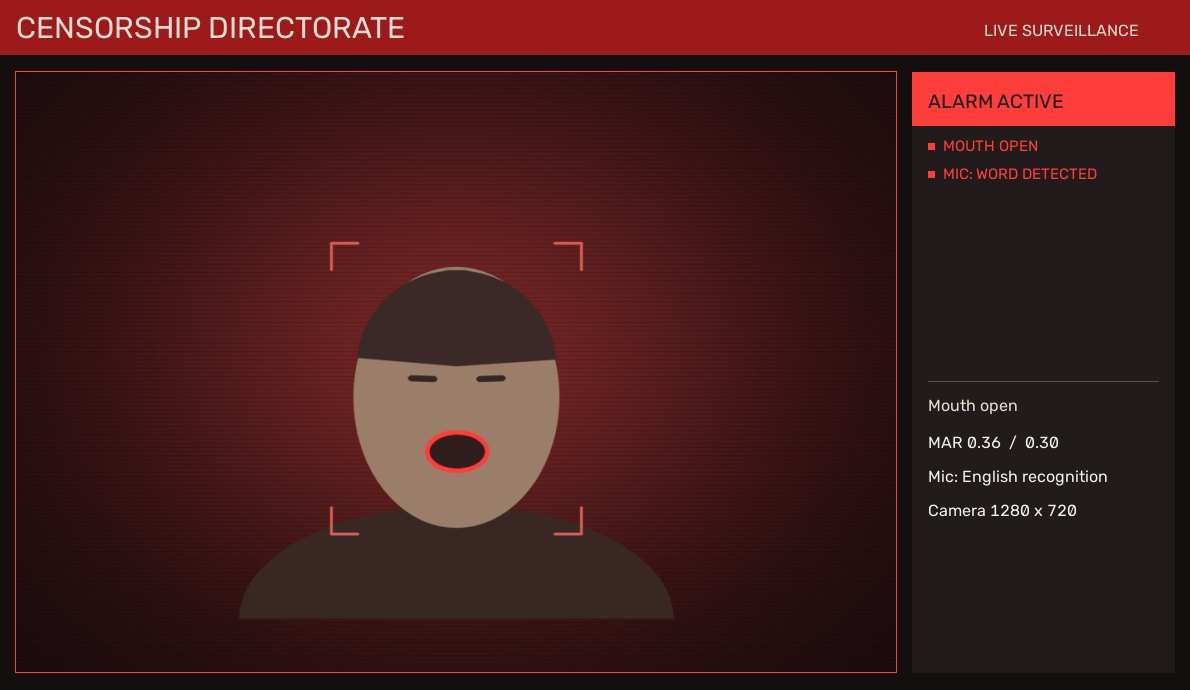 CENSORSHIP DIRECTORATE
LIVE SURVEILLANCE
ALARM ACTIVE
MOUTH OPEN
MIC: WORD DETECTED
Mouth open
MAR 0.36 / 0.30
Mic: English recognition
Camera 1280 x 720